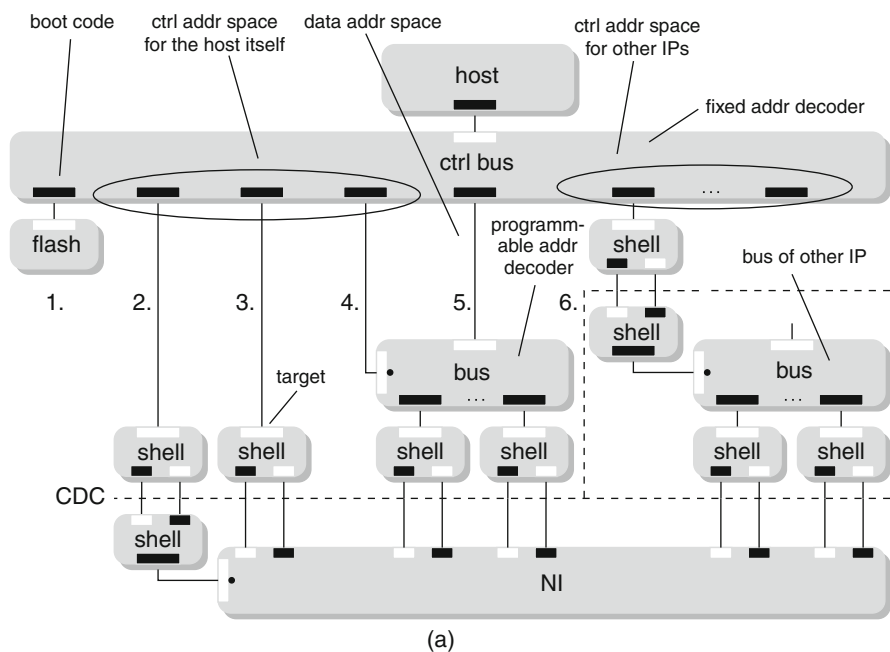 boot code
ctrl addr space
for the host itself
data addr space
ctrl addr space
for other IPs
host
fixed addr decoder
ctrl bus
...
flash
programm-
able addr
decoder
shell
bus of other IP
1.
2.
3.
4.
5.
6.
shell
target
bus
...
bus
...
shell
shell
shell
shell
shell
shell
CDC
shell
NI
(a)